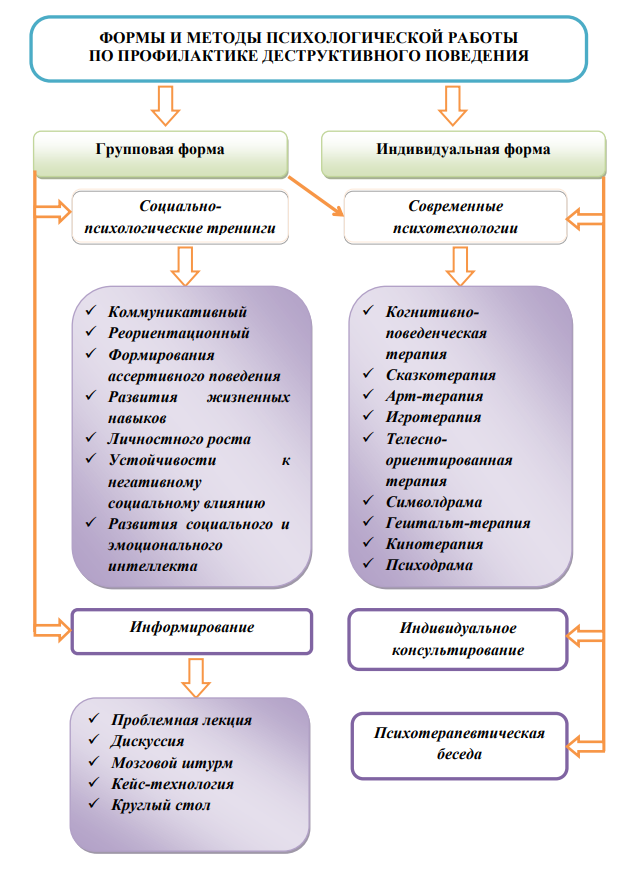 ФОРМЫ И МЕТОДЫ ПСИХОЛОГИЧЕСКОЙ РАБОТЫ
ПО ПРОФИЛАКТИКЕ ДЕСТРУКТИВНОГО ПОВЕДЕНИЯ
Групповая форма
Индивидуальная форма
Социально-
психологические тренинги
Современные
психотехнологии
✓ Коммуникативный
✓ Реориентационный
✓ Формирования
ассертивного поведения
✓ Развития жизненных
навыков
✓ Личностного роста
✓ Устойчивости к
негативному
социальному влиянию
✓ Развития социального и
эмоционального
интеллекта
✓ Когнитивно-
поведенческая
терапия
✓ Сказкотерапия
✓ Арт-терапия
✓ Игротерапия
✓ Телесно-
ориентированная
терапия
✓ Символдрама
✓ Гештальт-терапия
✓ Кинотерапия
✓ Психодрама
Информирование
Индивидуальное
консультирование
✓ Проблемная лекция
✓ Дискуссия
✓ Мозговой штурм
✓ Кейс-технология
✓ Круглый стол
Психотерапевтическая
беседа